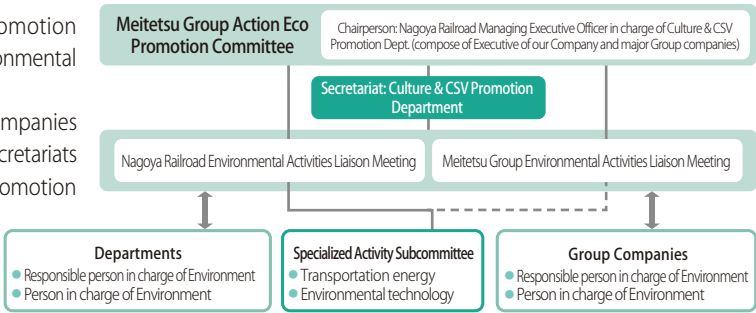 omotion
onmental
mpanies
cretariats
omotion
Meitetsu Group Action Eco
Promotion Committee
Chairperson: Nagoya Railroad Managing Executive Officer in charge of Culture & CSV
Promotion Dept. (compose of Executive of our Company and major Group companies)
Secretariat: Culture & CSV Promotion
Department
Nagoya Railroad Environmental Activities Liaison Meeting
Meitetsu Group Environmental Activities Liaison Meeting
Departments
● Responsible person in charge of Environment
● Person in charge of Environment
Specialized Activity Subcommittee
● Transportation energy
● Environmental technology
Group Companies
● Responsible person in charge of Environment
● Person in charge of Environment